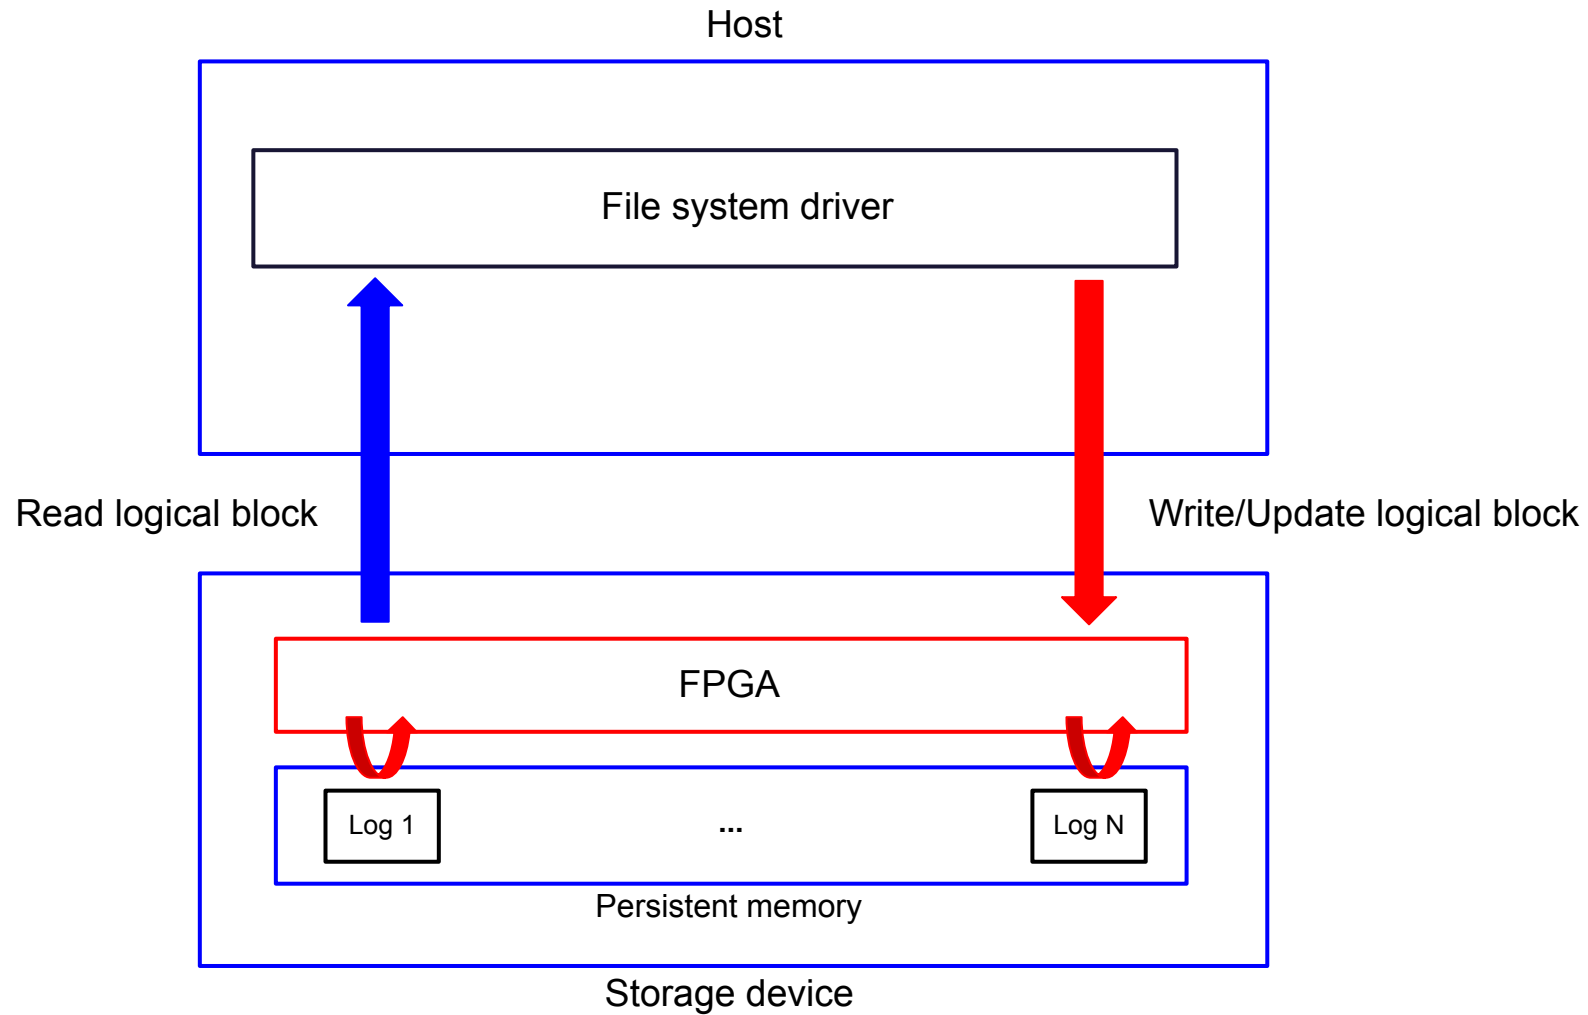 Host
File system driver
Read logical block
Write/Update logical block
FPGA
Log 1
...
Log N
Persistent memory
Storage device